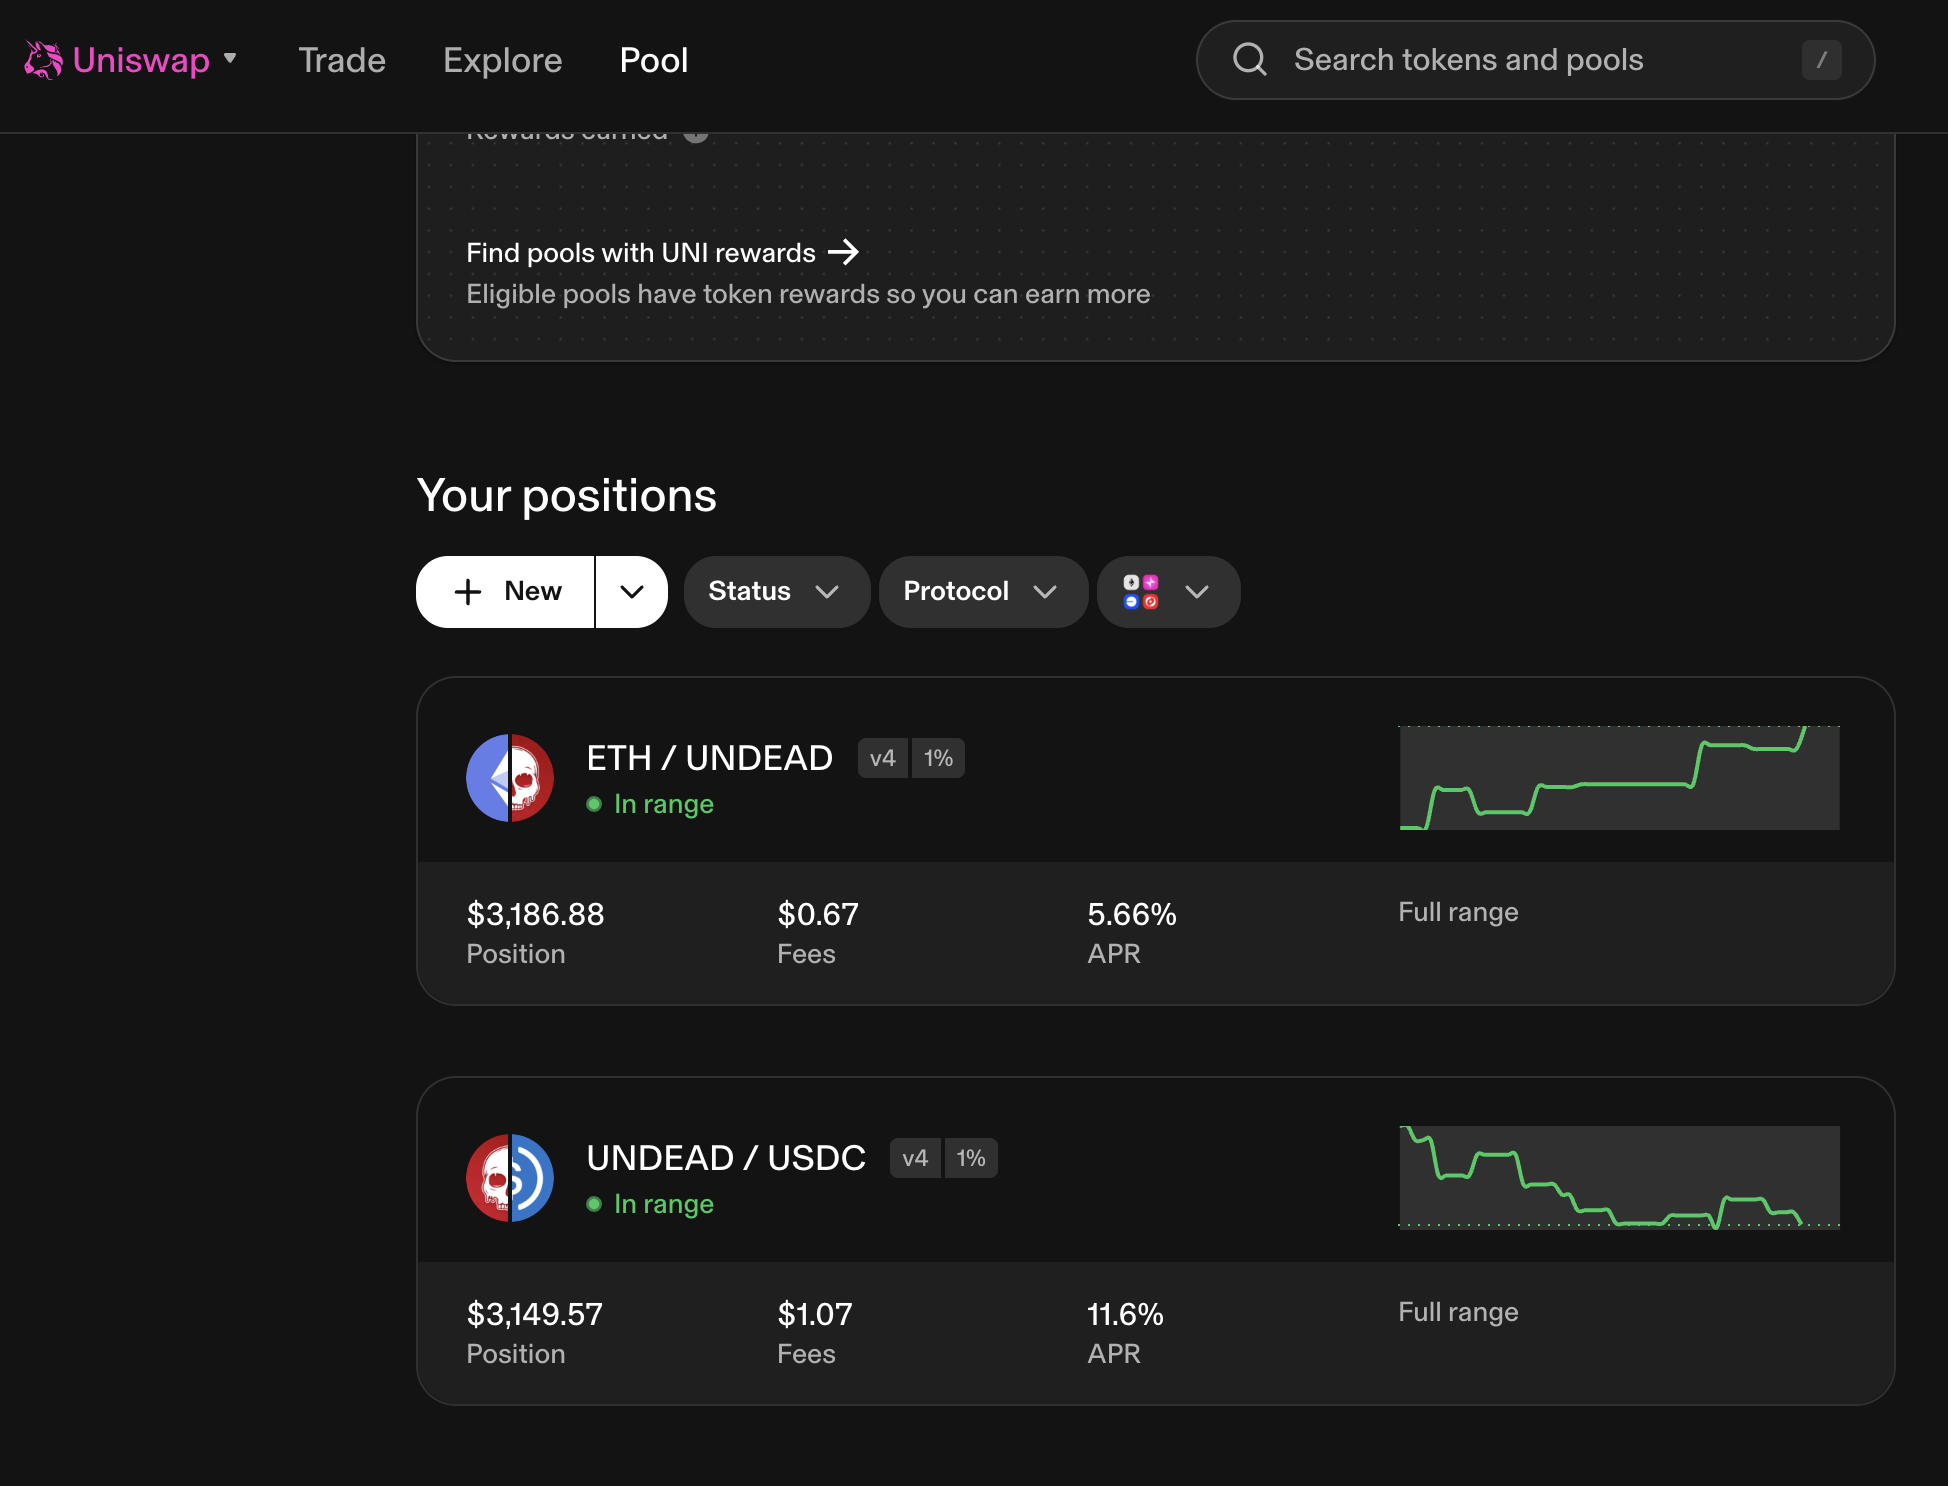 Uniswap
Trade
Explore
Pool
Search tokens and pools
/
Rewards earned
Find pools with UNI rewards →
Eligible pools have token rewards so you can earn more
Your positions
+ New
Status
Protocol
ETH / UNDEAD v4 1%
In range
$3,186.88
Position
$0.67
Fees
5.66%
APR
Full range
UNDEAD / USDC v4 1%
In range
$3,149.57
Position
$1.07
Fees
11.6%
APR
Full range